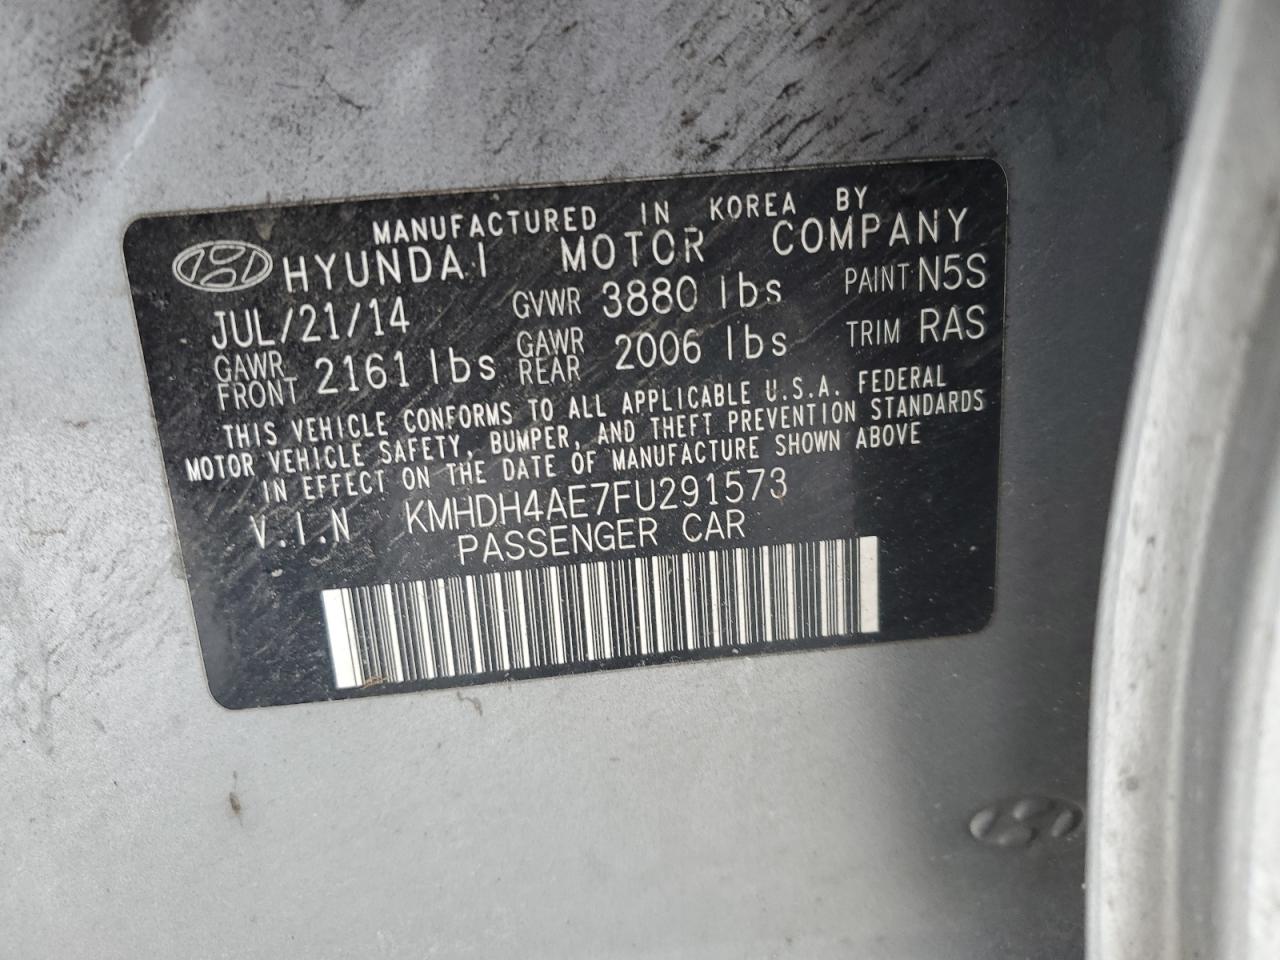 MANUFACTURED IN KOREA BY
HYUNDAI MOTOR COMPANY
JUL/21/14 GVWR 3880 lbs PAINT N5S
GAWR FRONT 2161 lbs GAWR REAR 2006 lbs TRIM RAS
THIS VEHICLE CONFORMS TO ALL APPLICABLE U.S.A. FEDERAL
MOTOR VEHICLE SAFETY, BUMPER, AND THEFT PREVENTION STANDARDS
IN EFFECT ON THE DATE OF MANUFACTURE SHOWN ABOVE
V.I.N KMHDH4AE7FU291573
PASSENGER CAR